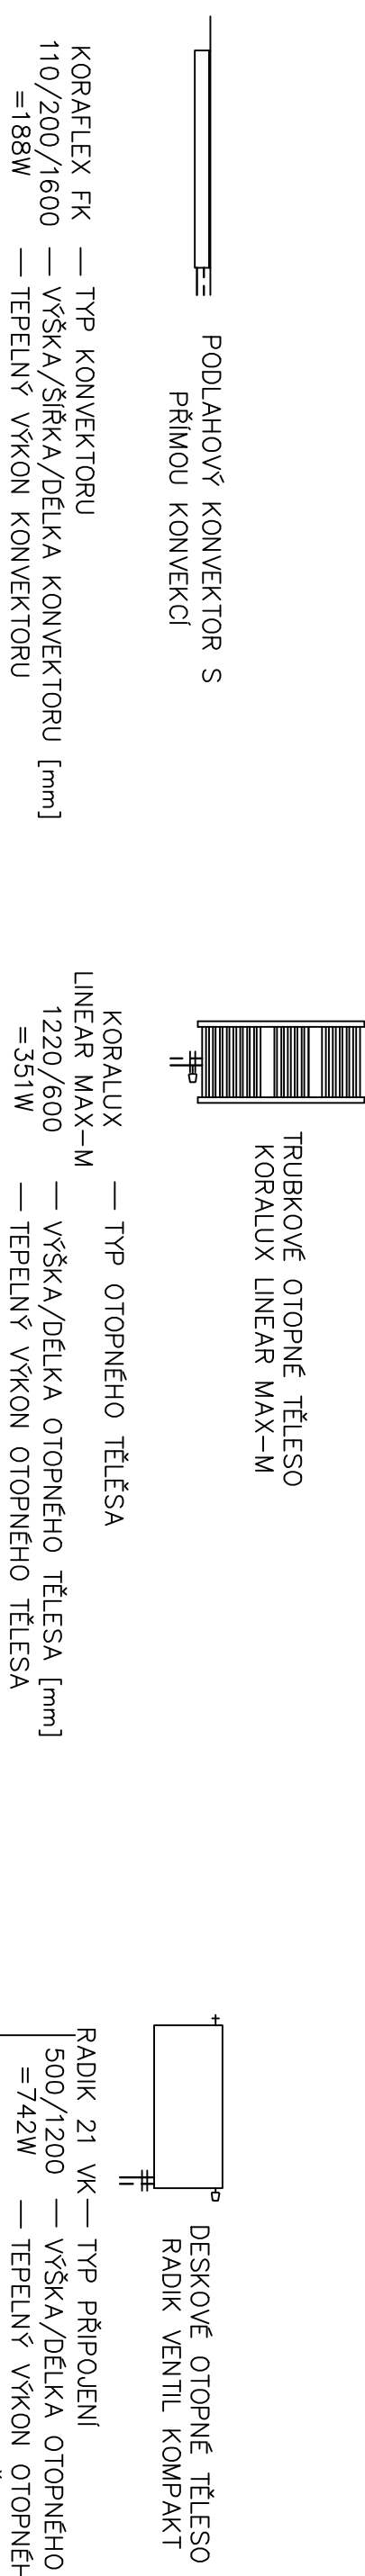 PODLAHOVÝ KONVEKTOR S
PŘÍMOU KONVEKCÍ
KORAFLEX FK — TYP KONVEKTORU
110/200/1600 — VÝŠKA/ŠÍŘKA/DÉLKA KONVEKTORU [mm]
=188W — TEPELNÝ VÝKON KONVEKTORU
TRUBKOVÉ OTOPNÉ TĚLESO
KORALUX LINEAR MAX–M
KORALUX — TYP OTOPNÉHO TĚLĚSA
LINEAR MAX–M
1220/600 — VÝŠKA/DÉLKA OTOPNÉHO TĚLESA [mm]
=351W — TEPELNÝ VÝKON OTOPNÉHO TĚLESA
DESKOVÉ OTOPNÉ TĚLESO
RADIK VENTIL KOMPAKT
RADIK 21 VK — TYP PŘIPOJENÍ
500/1200 — VÝŠKA/DÉLKA OTOPNÉHO
=742W — TEPELNÝ VÝKON OTOPNÉH